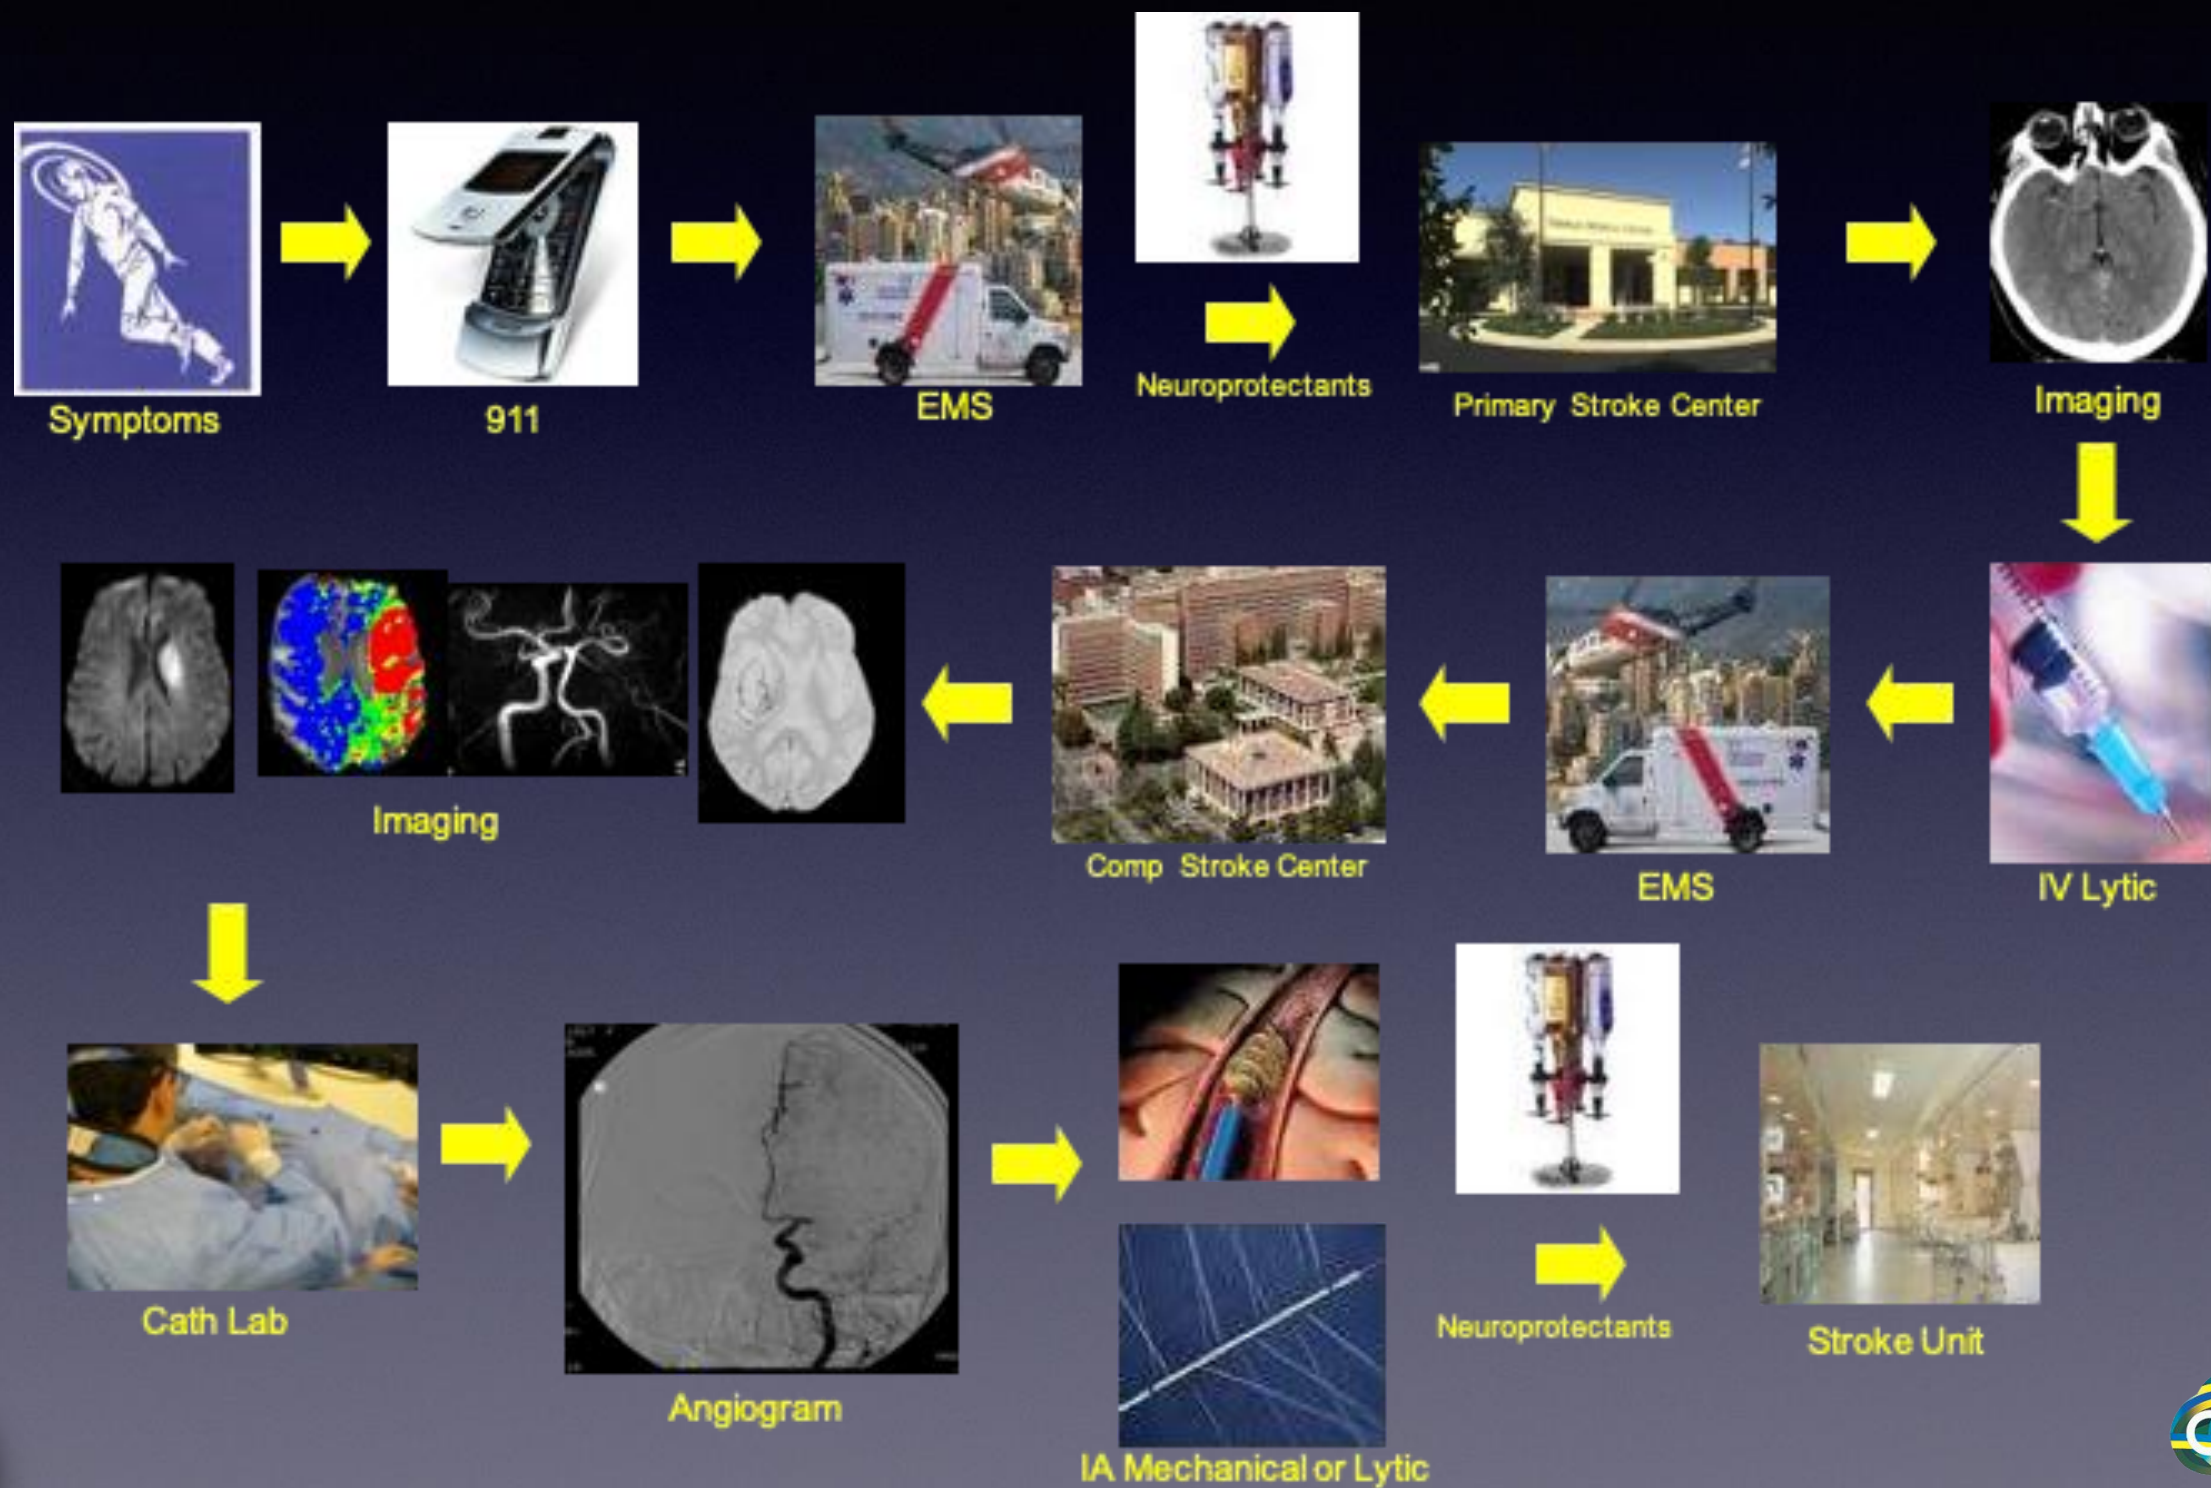 Symptoms
911
EMS
Neuroprotectants
Primary Stroke Center
Imaging
IV Lytic
EMS
Comp Stroke Center
Imaging
Cath Lab
Angiogram
IA Mechanical or Lytic
Neuroprotectants
Stroke Unit